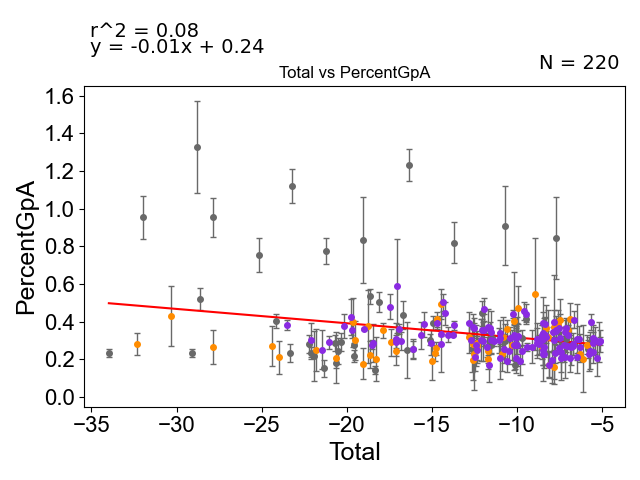 r^2 = 0.08
y = -0.01x + 0.24
N = 220
Total vs PercentGpA
1.6
1.4
1.2
1.0
0.8
0.6
0.4
0.2
0.0
PercentGpA
−35 −30 −25 −20 −15 −10 −5
Total